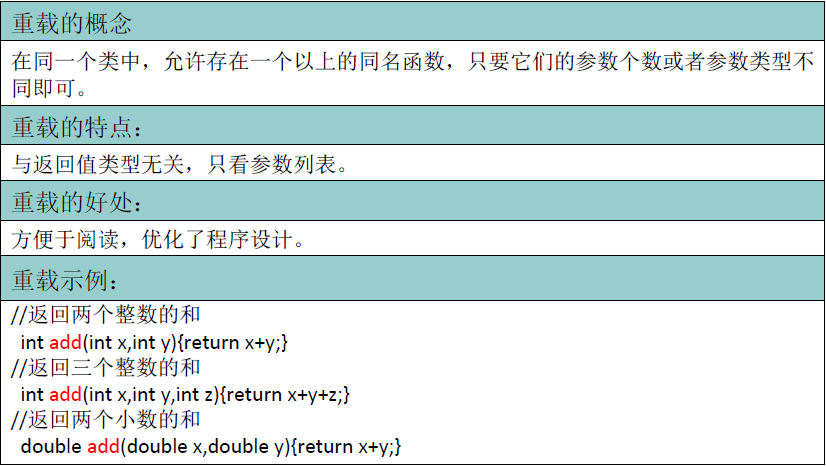 重载的概念
在同一个类中，允许存在一个以上的同名函数，只要它们的参数个数或者参数类型不
同即可。
重载的特点：
与返回值类型无关，只看参数列表。
重载的好处：
方便于阅读，优化了程序设计。
重载示例：
//返回两个整数的和
int add(int x,int y){return x+y;}
//返回三个整数的和
int add(int x,int y,int z){return x+y+z;}
//返回两个小数的和
double add(double x,double y){return x+y;}